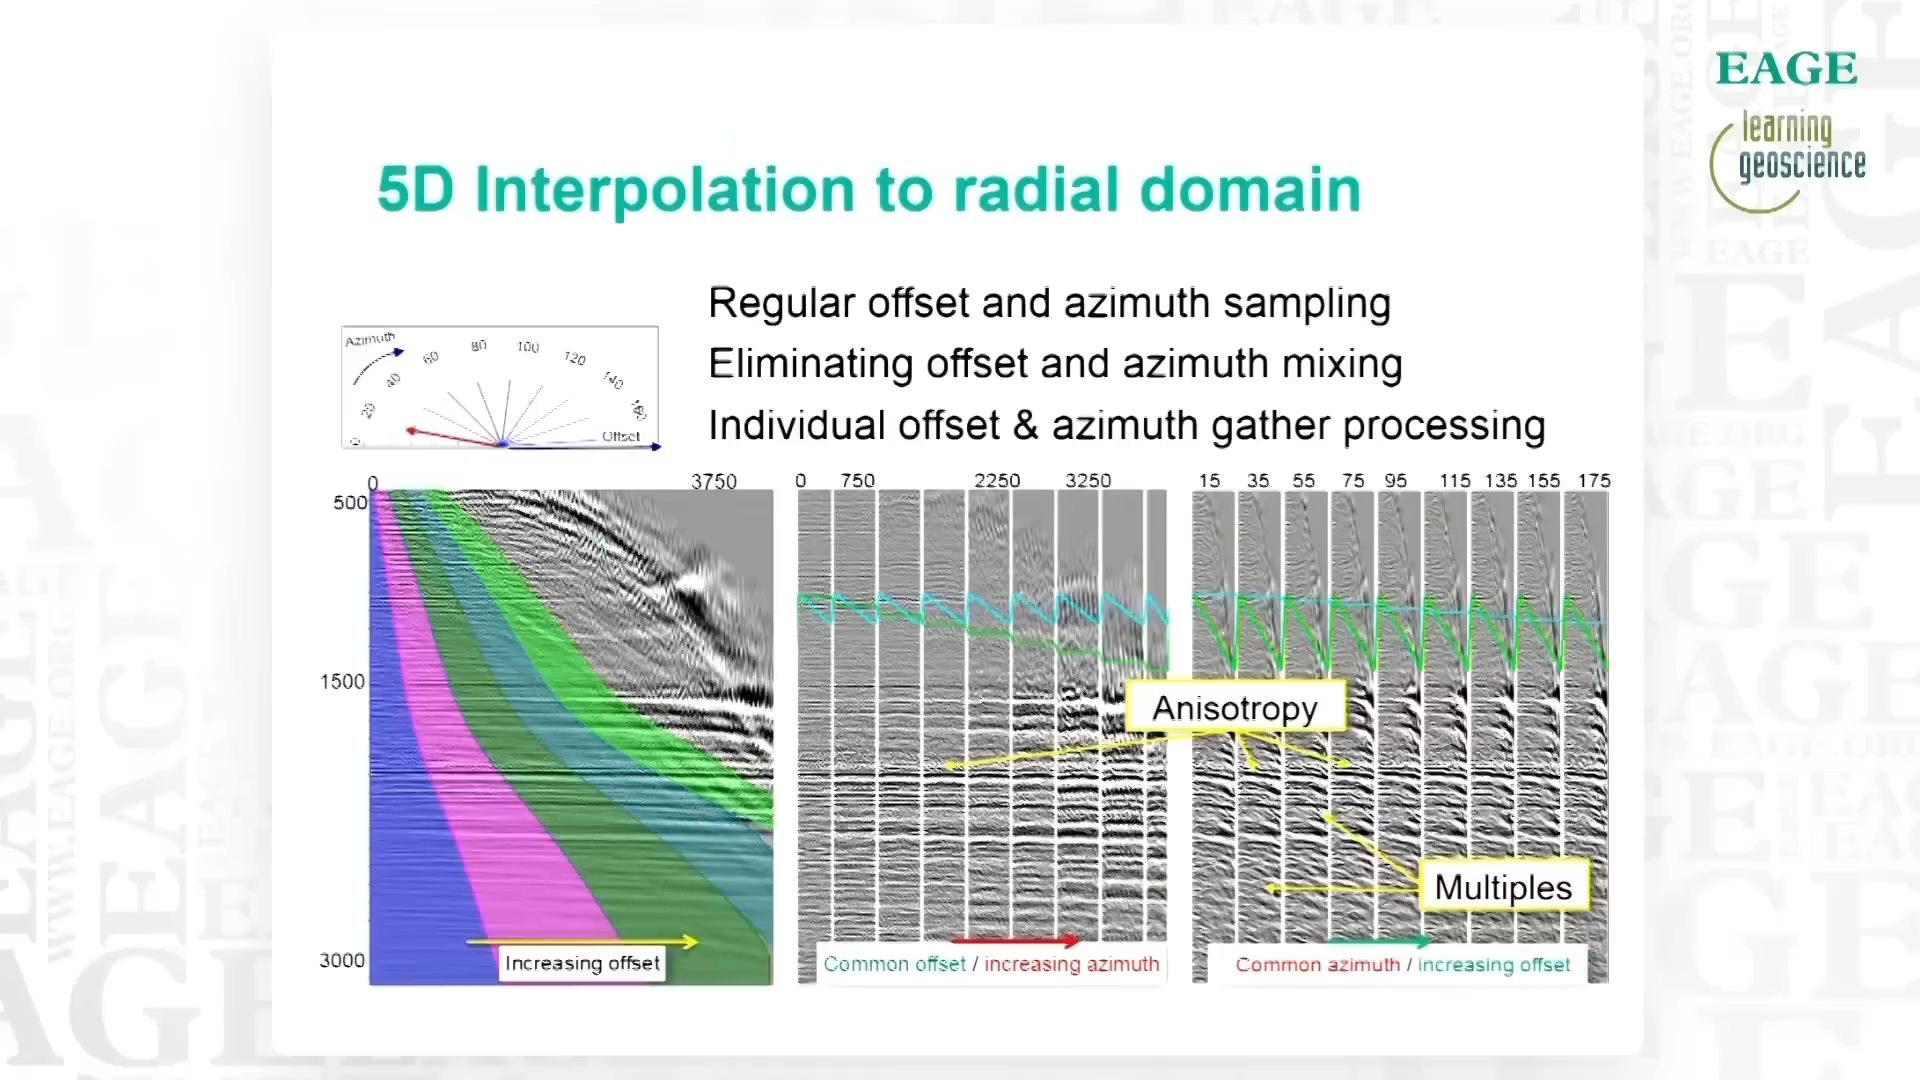 EAGE
learning
geoscience
5D Interpolation to radial domain
Regular offset and azimuth sampling
Eliminating offset and azimuth mixing
Individual offset & azimuth gather processing
Azimuth
0 20 40 60 80 100 120 140 160
Offset
0 3750
500
1500
3000
Increasing offset
0 750 2250 3250
Common offset / increasing azimuth
15 35 55 75 95 115 135 155 175
Anisotropy
Multiples
Common azimuth / increasing offset